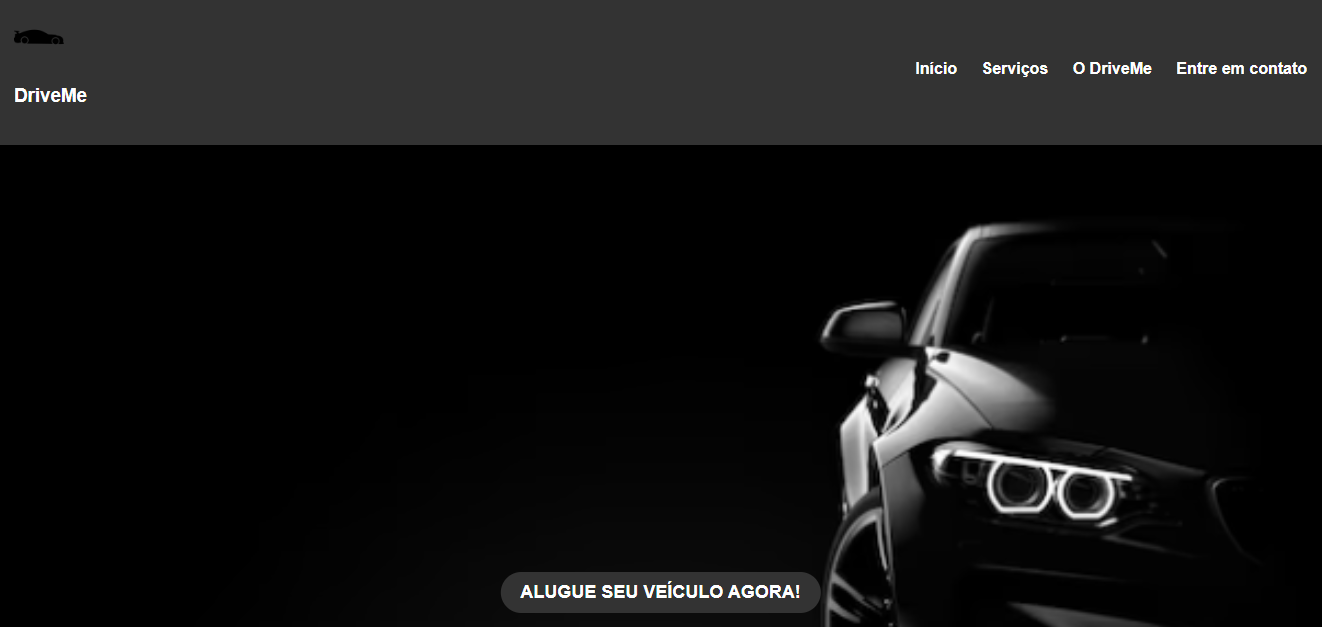 DriveMe
Início Serviços O DriveMe Entre em contato
ALUGUE SEU VEÍCULO AGORA!